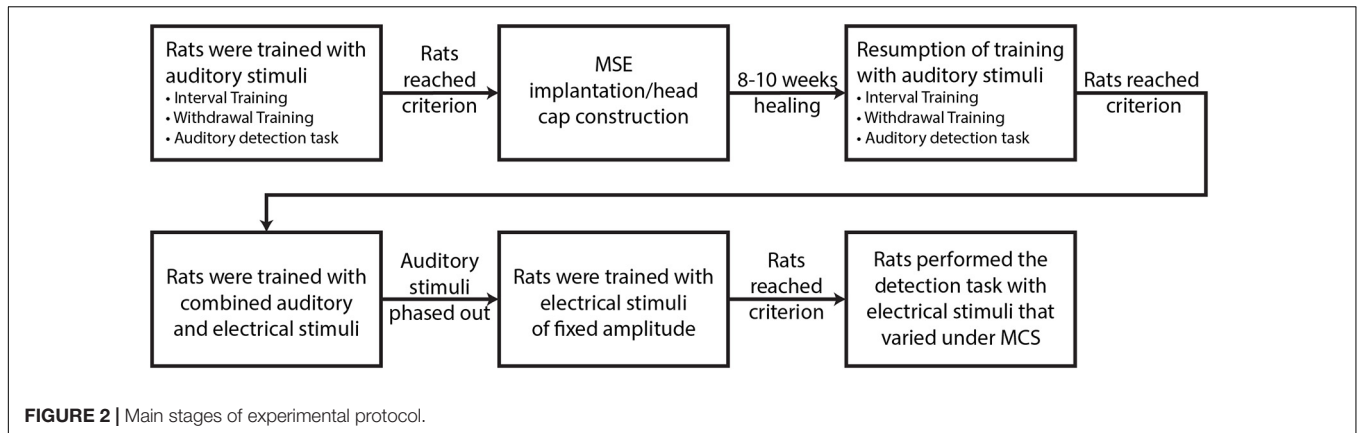 Rats were trained with
auditory stimuli
• Interval Training
• Withdrawal Training
• Auditory detection task
Rats
reached
criterion
MSE
implantation/head
cap construction
8-10 weeks
healing
Resumption of training
with auditory stimuli
• Interval Training
• Withdrawal Training
• Auditory detection task
Rats reached
criterion
Rats were trained with
combined auditory
and electrical stimuli
Auditory
stimuli
phased out
Rats were trained with
electrical stimuli
of fixed amplitude
Rats
reached
criterion
Rats performed the
detection task with
electrical stimuli that
varied under MCS
FIGURE 2 | Main stages of experimental protocol.